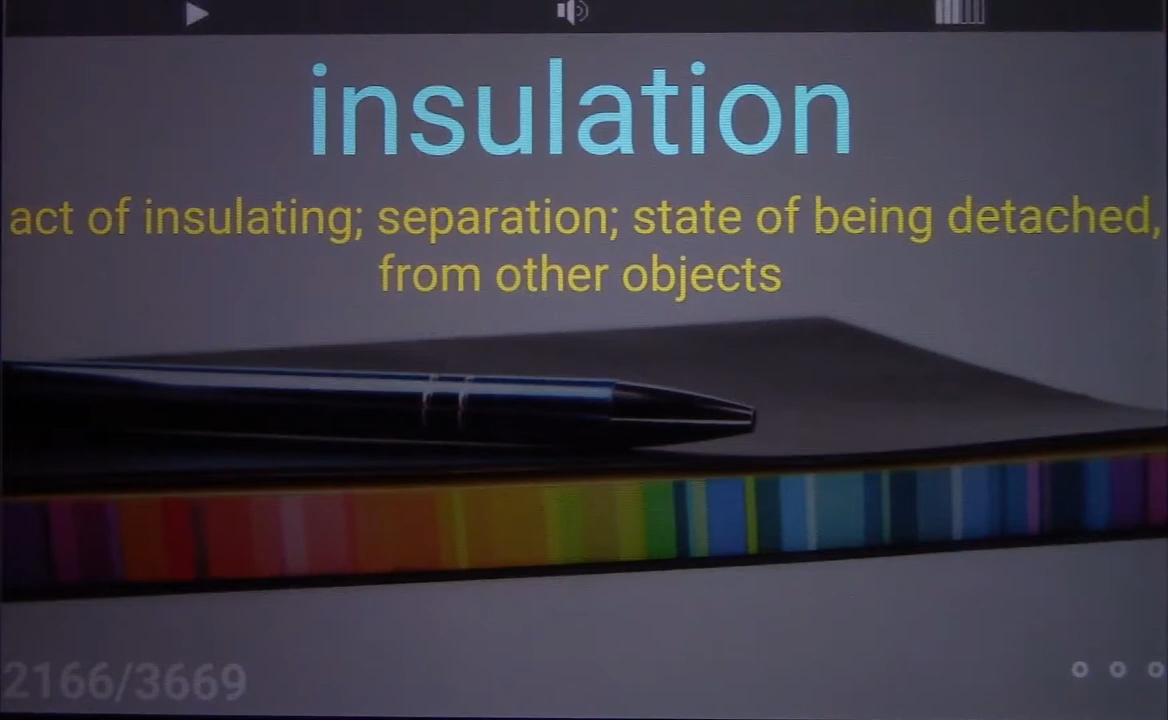 insulation
act of insulating; separation; state of being detached,
from other objects
2166/3669